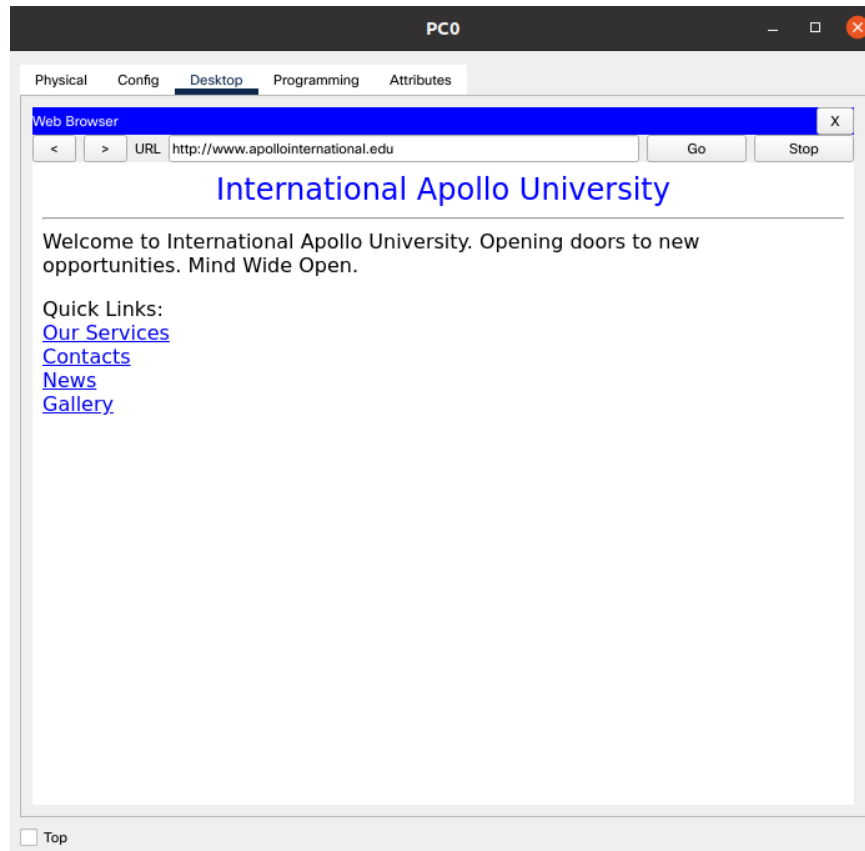 PC0
Physical Config Desktop Programming Attributes
Web Browser X
< > URL http://www.apollointernational.edu Go Stop
International Apollo University
Welcome to International Apollo University. Opening doors to new
opportunities. Mind Wide Open.
Quick Links:
Our Services
Contacts
News
Gallery
Top